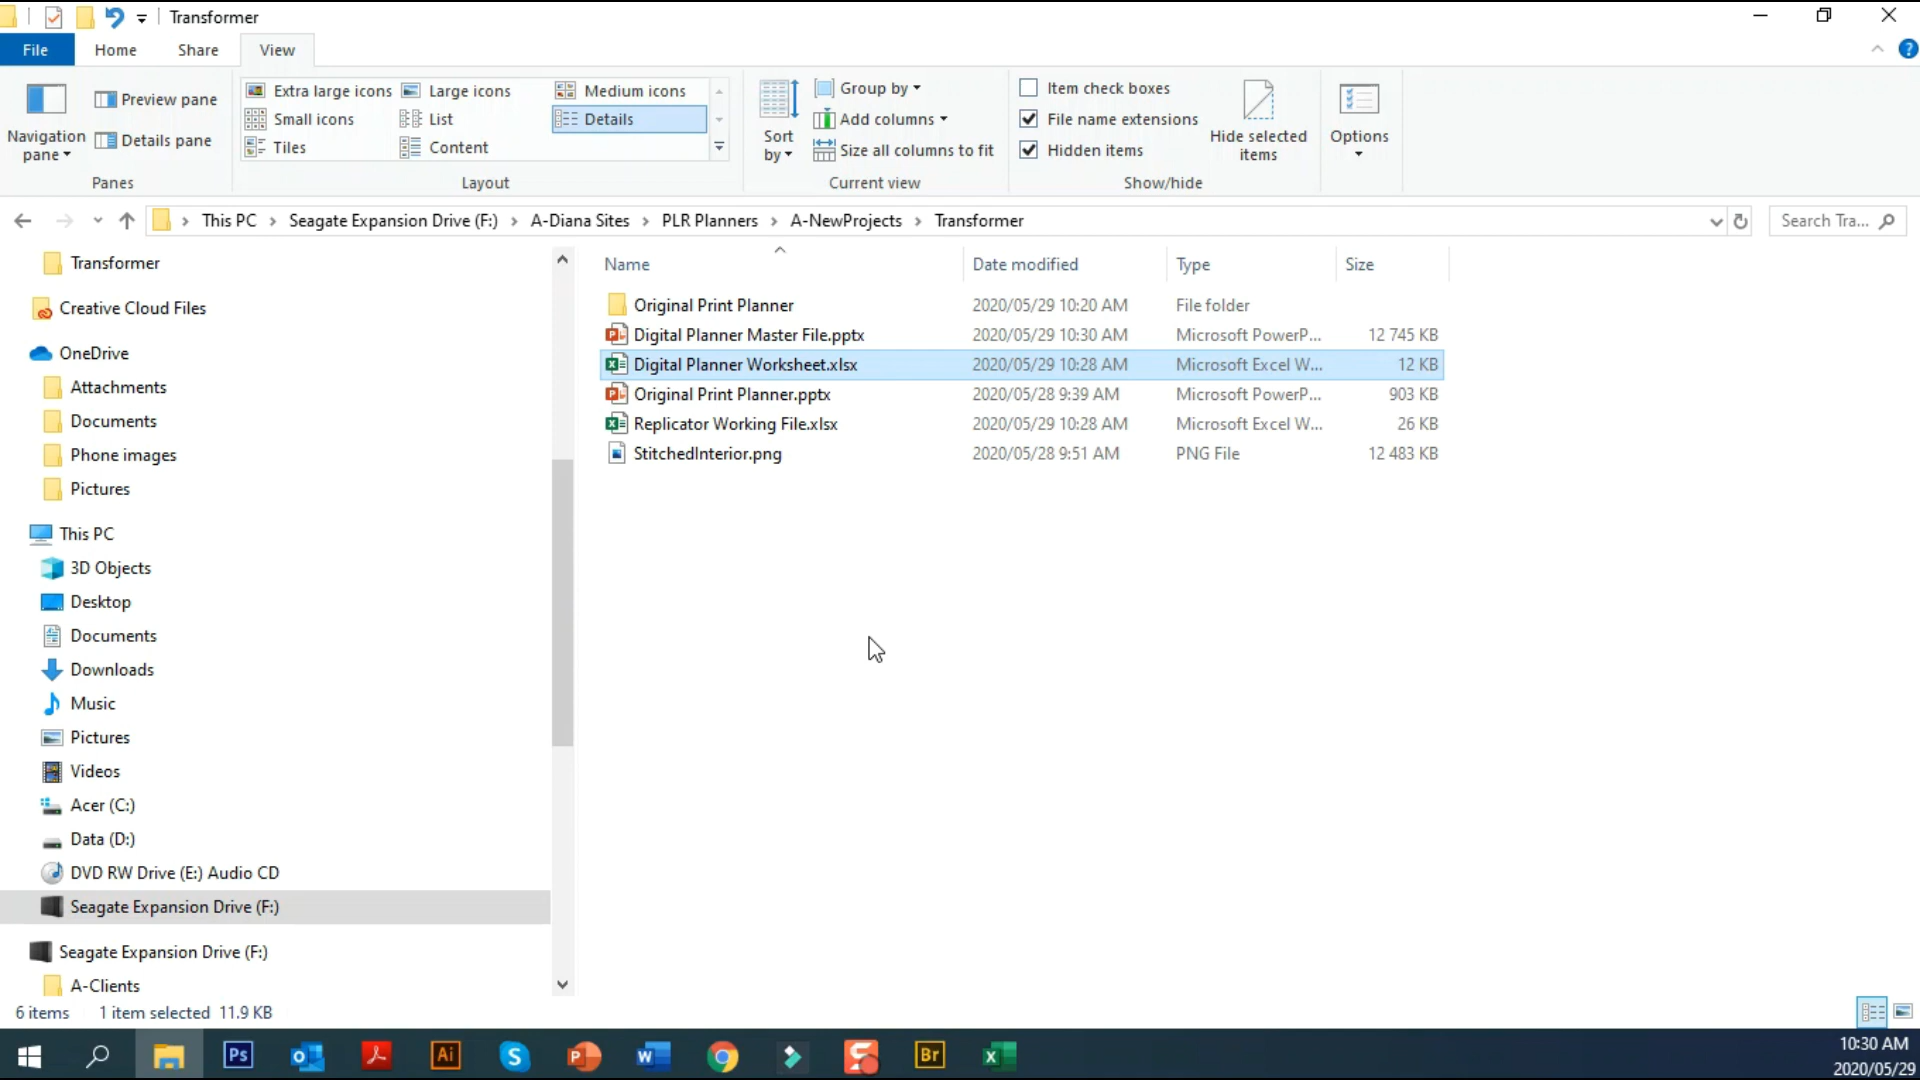 Transformer
File
Home
Share
View
Navigation pane
Preview pane
Details pane
Panes
Extra large icons
Large icons
Medium icons
Small icons
List
Details
Tiles
Content
Layout
Sort by
Group by
Add columns
Size all columns to fit
Current view
Item check boxes
File name extensions
Hidden items
Hide selected items
Show/hide
Options
This PC
Seagate Expansion Drive (F:)
A-Diana Sites
PLR Planners
A-NewProjects
Transformer
Search Tra...
Transformer
Creative Cloud Files
OneDrive
Attachments
Documents
Phone images
Pictures
This PC
3D Objects
Desktop
Documents
Downloads
Music
Pictures
Videos
Acer (C:)
Data (D:)
DVD RW Drive (E:) Audio CD
Seagate Expansion Drive (F:)
Seagate Expansion Drive (F:)
A-Clients
Name Date modified Type Size
Original Print Planner 2020/05/29 10:20 AM File folder
Digital Planner Master File.pptx 2020/05/29 10:30 AM Microsoft PowerP... 12 745 KB
Digital Planner Worksheet.xlsx 2020/05/29 10:28 AM Microsoft Excel W... 12 KB
Original Print Planner.pptx 2020/05/28 9:39 AM Microsoft PowerP... 903 KB
Replicator Working File.xlsx 2020/05/29 10:28 AM Microsoft Excel W... 26 KB
StitchedInterior.png 2020/05/28 9:51 AM PNG File 12 483 KB
6 items 1 item selected 11.9 KB
Ps
Ai
Br
10:30 AM
2020/05/29